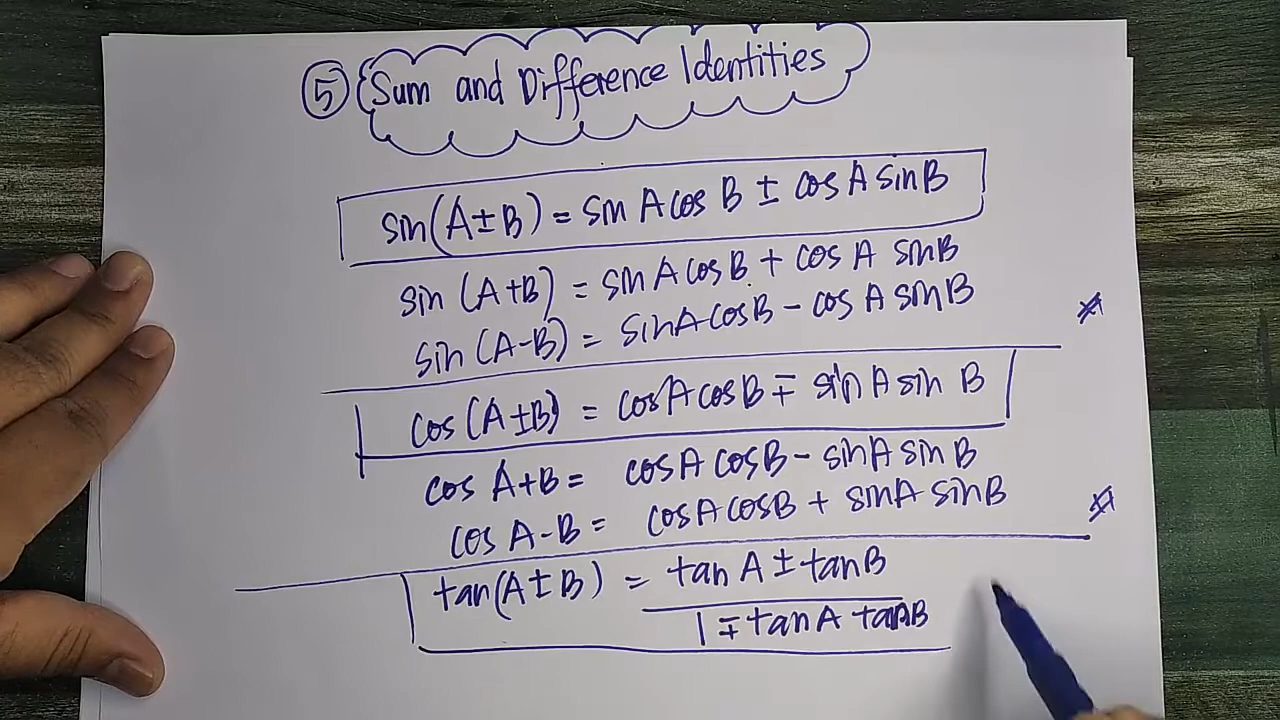 ⑤ Sum and Difference Identities
sin(A±B) = sin A cos B ± cos A sin B
sin (A+B) = sin A cos B + cos A sin B
sin (A-B) = sin A cos B - cos A sin B
cos (A±B) = cos A cos B ∓ sin A sin B
cos A+B = cos A cos B - sin A sin B
cos A-B = cos A cos B + sin A sin B
tan(A±B) = tan A ± tan B
1 ∓ tan A tan B